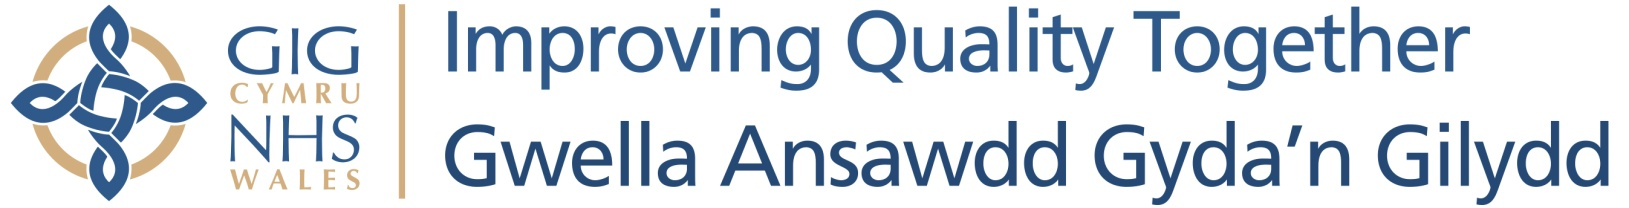 GIG
CYMRU
NHS
WALES
Improving Quality Together
Gwella Ansawdd Gyda’n Gilydd